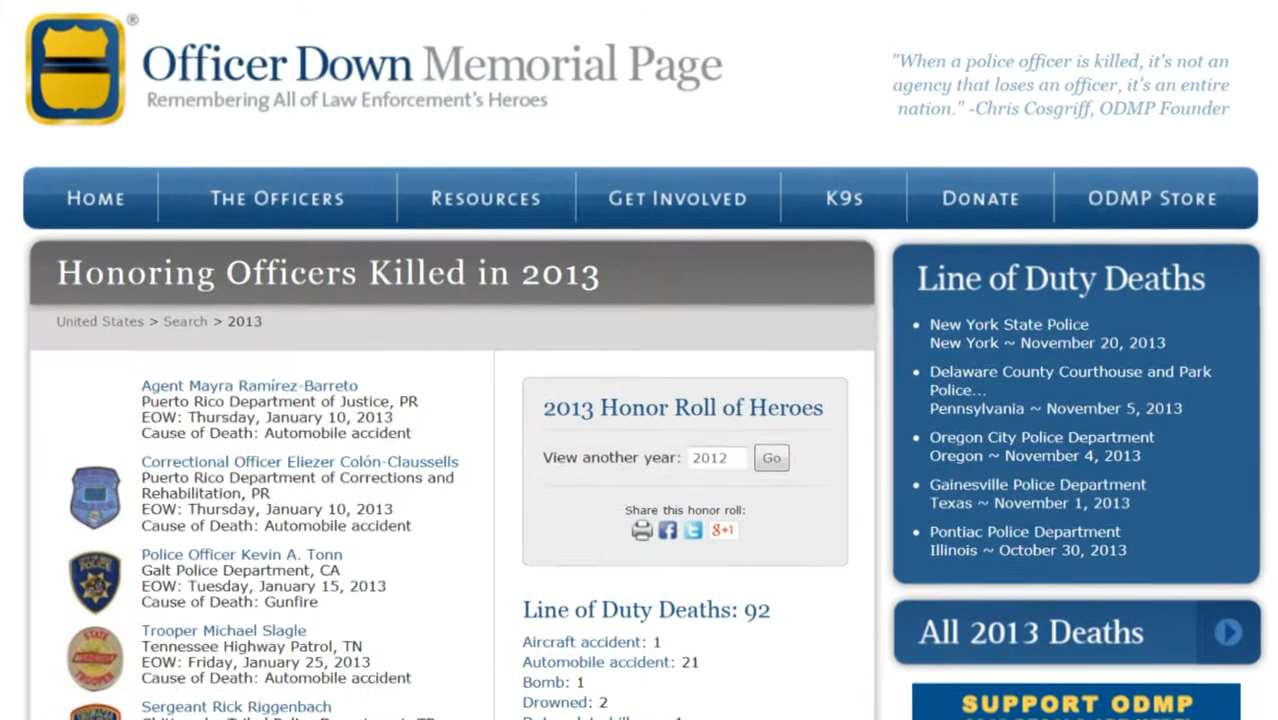 ®
Officer Down Memorial Page
Remembering All of Law Enforcement's Heroes
"When a police officer is killed, it's not an
agency that loses an officer, it's an entire
nation." -Chris Cosgriff, ODMP Founder
Home
The Officers
Resources
Get Involved
K9s
Donate
ODMP Store
Honoring Officers Killed in 2013
United States > Search > 2013
Agent Mayra Ramírez-Barreto
Puerto Rico Department of Justice, PR
EOW: Thursday, January 10, 2013
Cause of Death: Automobile accident
Correctional Officer Eliezer Colón-Claussells
Puerto Rico Department of Corrections and
Rehabilitation, PR
EOW: Thursday, January 10, 2013
Cause of Death: Automobile accident
Police Officer Kevin A. Tonn
Galt Police Department, CA
EOW: Tuesday, January 15, 2013
Cause of Death: Gunfire
Trooper Michael Slagle
Tennessee Highway Patrol, TN
EOW: Friday, January 25, 2013
Cause of Death: Automobile accident
Sergeant Rick Riggenbach
2013 Honor Roll of Heroes
View another year: 2012 Go
Share this honor roll:
g+1
Line of Duty Deaths: 92
Aircraft accident: 1
Automobile accident: 21
Bomb: 1
Drowned: 2
Line of Duty Deaths
New York State Police
New York ~ November 20, 2013
Delaware County Courthouse and Park
Police...
Pennsylvania ~ November 5, 2013
Oregon City Police Department
Oregon ~ November 4, 2013
Gainesville Police Department
Texas ~ November 1, 2013
Pontiac Police Department
Illinois ~ October 30, 2013
All 2013 Deaths
SUPPORT ODMP